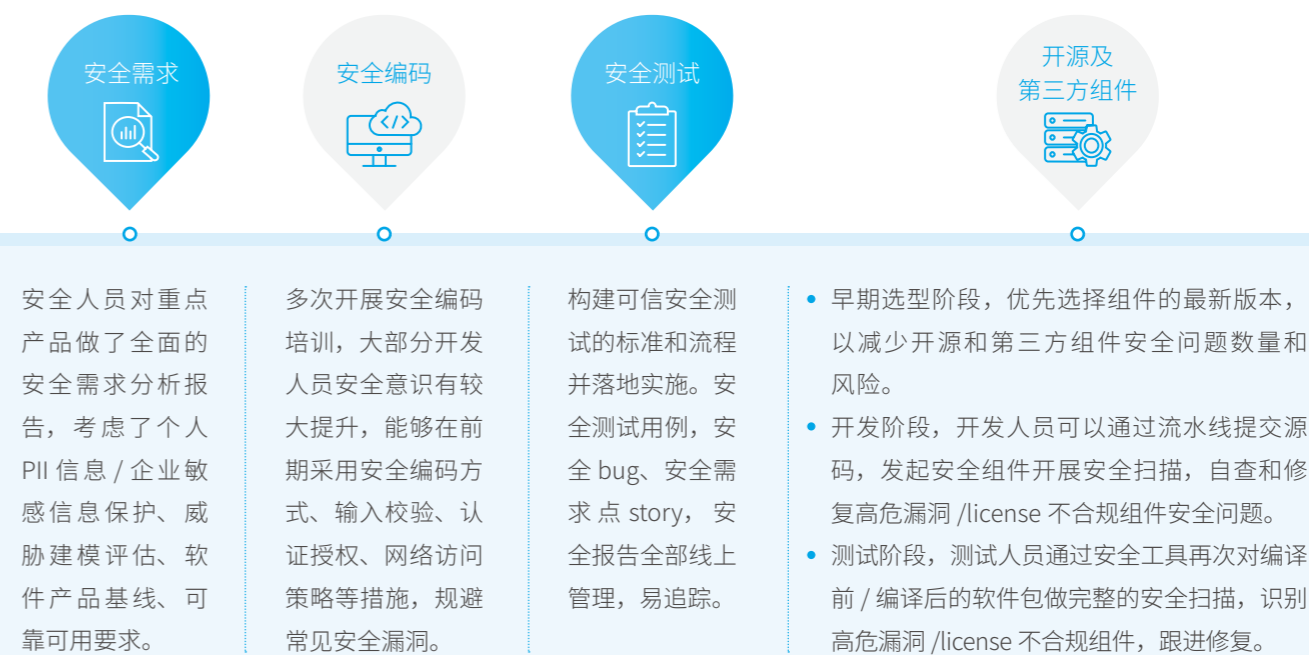 安全需求
安全编码
</>
安全测试
开源及
第三方组件
安全人员对重点
产品做了全面的
安全需求分析报
告，考虑了个人
PII 信息 / 企业敏
感信息保护、威
胁建模评估、软
件产品基线、可
靠可用要求。
多次开展安全编码
培训，大部分开发
人员安全意识有较
大提升，能够在前
期采用安全编码方
式、输入校验、认
证授权、网络访问
策略等措施，规避
常见安全漏洞。
构建可信安全测
试的标准和流程
并落地实施。安
全测试用例，安
全 bug、安全需
求点 story，安
全报告全部线上
管理，易追踪。
• 早期选型阶段，优先选择组件的最新版本，
以减少开源和第三方组件安全问题数量和
风险。
• 开发阶段，开发人员可以通过流水线提交源
码，发起安全组件开展安全扫描，自查和修
复高危漏洞 /license 不合规组件安全问题。
• 测试阶段，测试人员通过安全工具再次对编译
前 / 编译后的软件包做完整的安全扫描，识别
高危漏洞 /license 不合规组件，跟进修复。